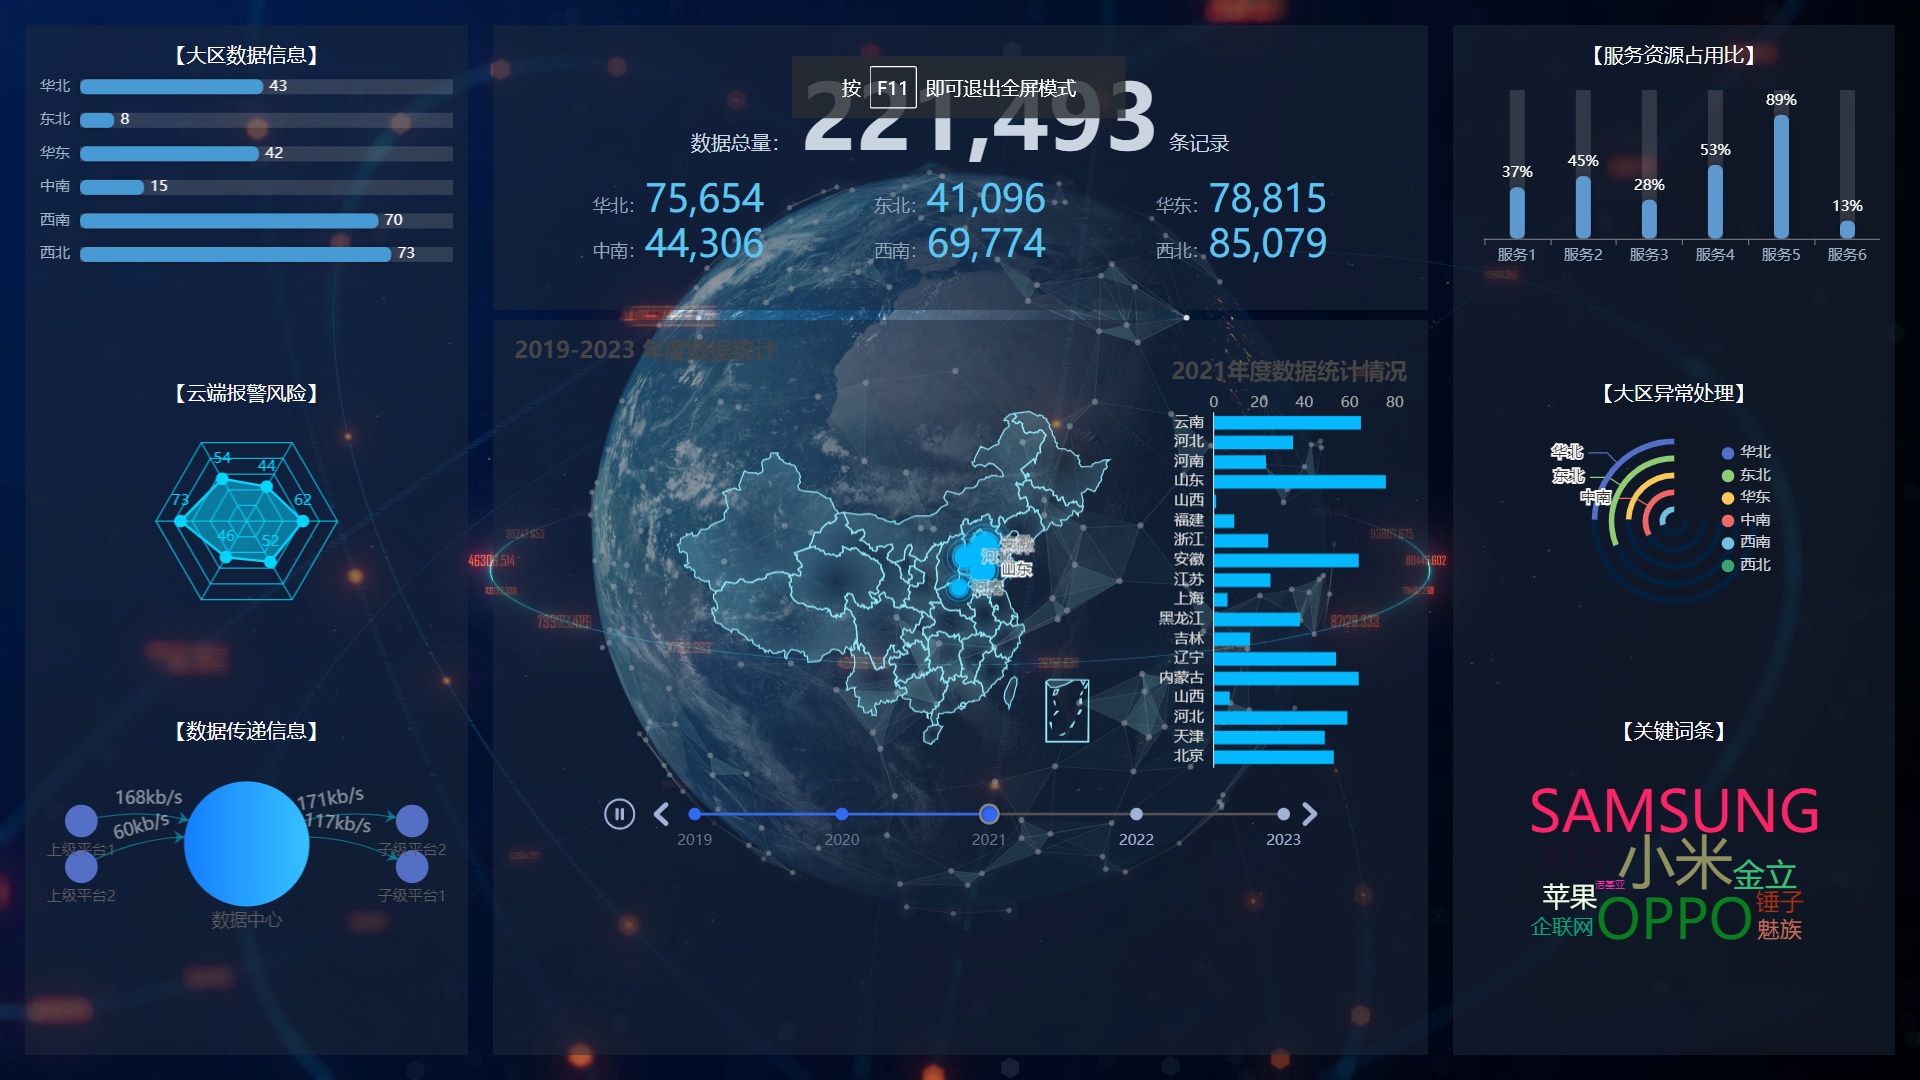 【大区数据信息】
华北 43
东北 8
华东 42
中南 15
西南 70
西北 73
【云端报警风险】
54
44
73
62
46
52
【数据传递信息】
168kb/s
171kb/s
60kb/s
117kb/s
上级平台1
子级平台2
上级平台2
子级平台1
数据中心
按 F11 即可退出全屏模式
数据总量: 221,493 条记录
华北: 75,654 东北: 41,096 华东: 78,815
中南: 44,306 西南: 69,774 西北: 85,079
2019-2023 年度数据统计
2021年度数据统计情况
0 20 40 60 80
云南
河北
河南
山东
山西
福建
浙江
安徽
江苏
上海
黑龙江
吉林
辽宁
内蒙古
山西
河北
天津
北京
河北
山东
河南
46306.514
2019 2020 2021 2022 2023
【服务资源占用比】
37% 45% 28% 53% 89% 13%
服务1 服务2 服务3 服务4 服务5 服务6
【大区异常处理】
华北
东北
中南
华北
东北
华东
中南
西南
西北
【关键词条】
SAMSUNG
小米
金立
苹果
诺基亚
OPPO
锤子
企联网
魅族